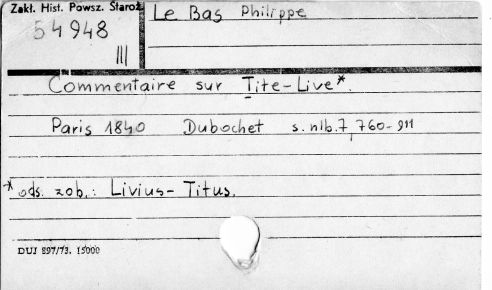 Zakł. Hist. Powsz. Staroż
Le Bas Philippe
54948
III
Commentaire sur Tite-Live*.
Paris 1840 Dubochet s. nlb. 7, 760-911
* ods. zob.: Livius-Titus.
DUJ 897/73. 15000